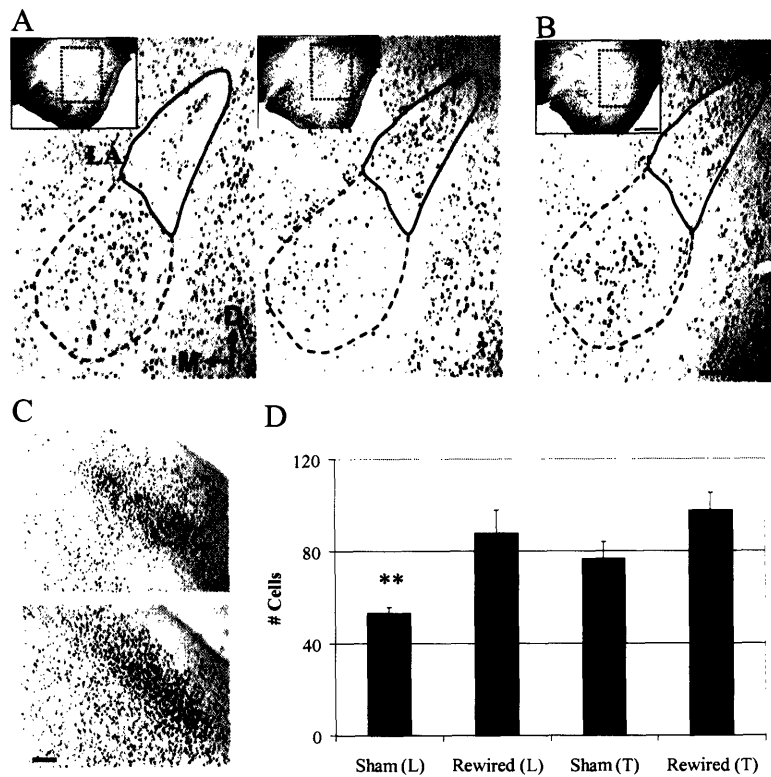 A
B
LA
D
M
C
D
120
80
40
0
# Cells
**
Sham (L) Rewired (L) Sham (T) Rewired (T)